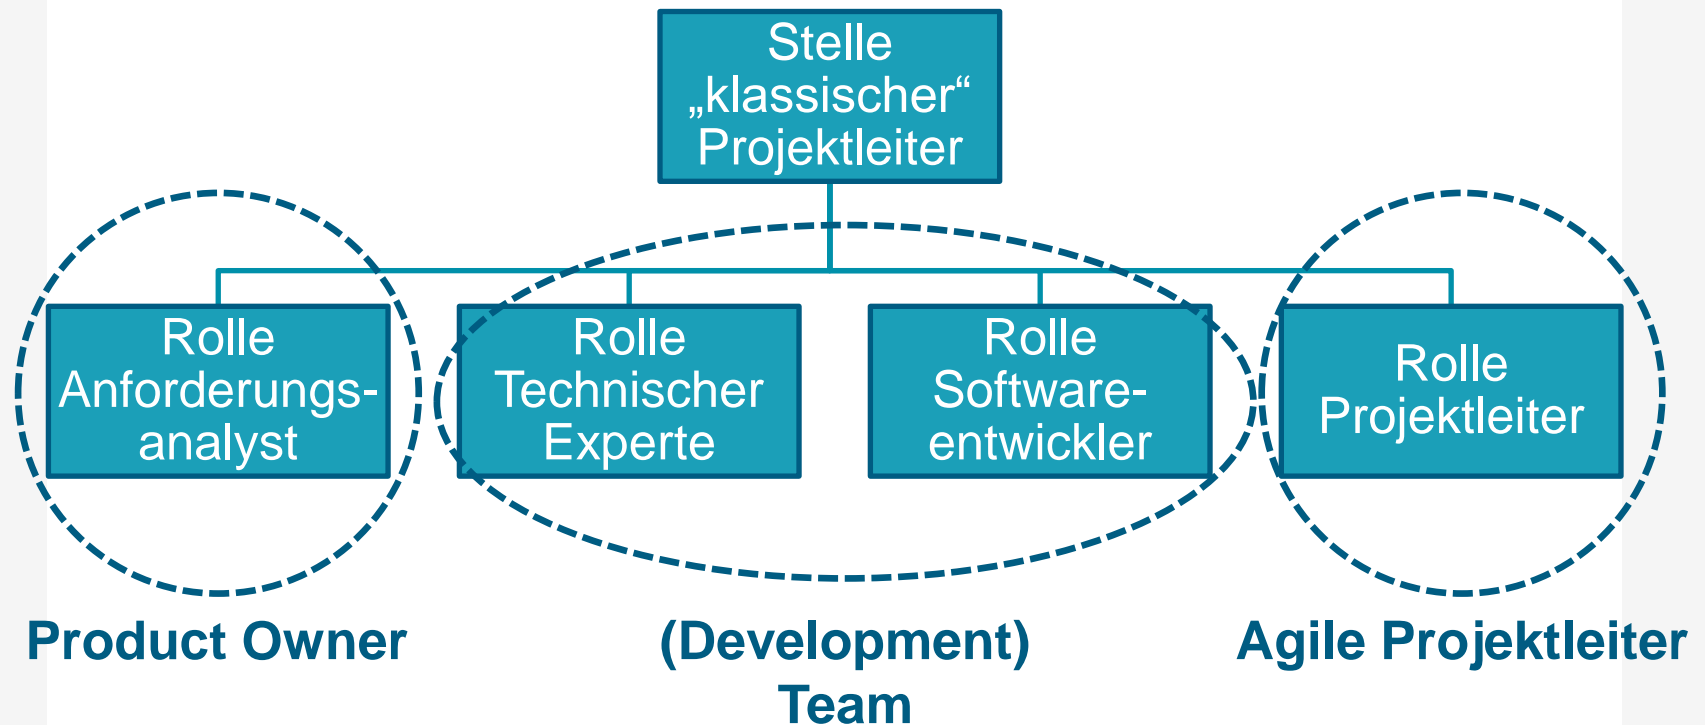 Stelle
„klassischer“
Projektleiter
Rolle
Anforderungs-
analyst
Rolle
Technischer
Experte
Rolle
Software-
entwickler
Rolle
Projektleiter
Product Owner
(Development)
Team
Agile Projektleiter